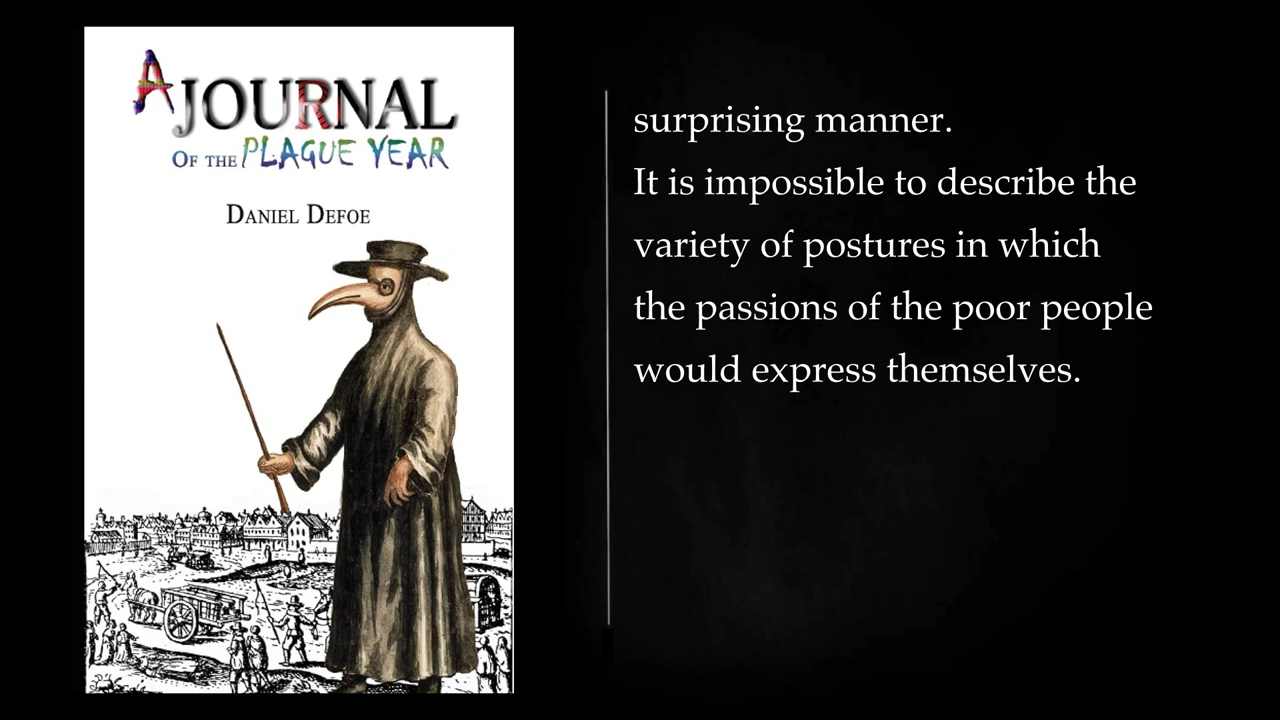 A JOURNAL
OF THE PLAGUE YEAR
DANIEL DEFOE
surprising manner.
It is impossible to describe the
variety of postures in which
the passions of the poor people
would express themselves.